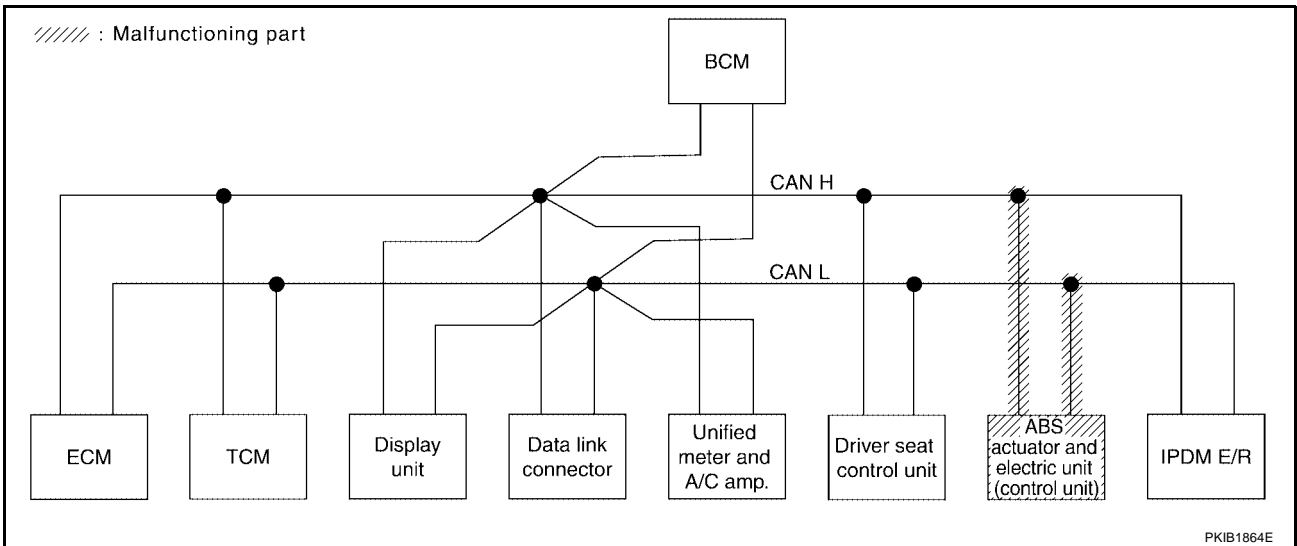 : Malfunctioning part
BCM
CAN H
CAN L
ECM
TCM
Display
unit
Data link
connector
Unified
meter and
A/C amp.
Driver seat
control unit
ABS
actuator and
electric unit
(control unit)
IPDM E/R
PKIB1864E